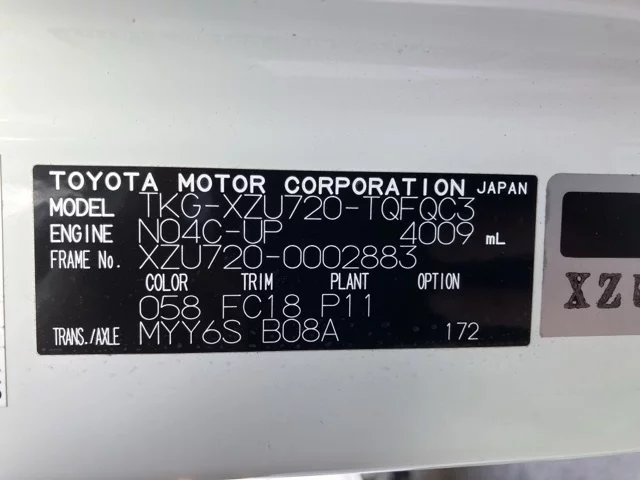 TOYOTA MOTOR CORPORATION JAPAN
MODEL TKG-XZU720-TQFQC3
ENGINE N04C-UP 4009 mL
FRAME No. XZU720-0002883
COLOR TRIM PLANT OPTION
058 FC18 P11
TRANS./AXLE MYY6S B08A 172
XZU